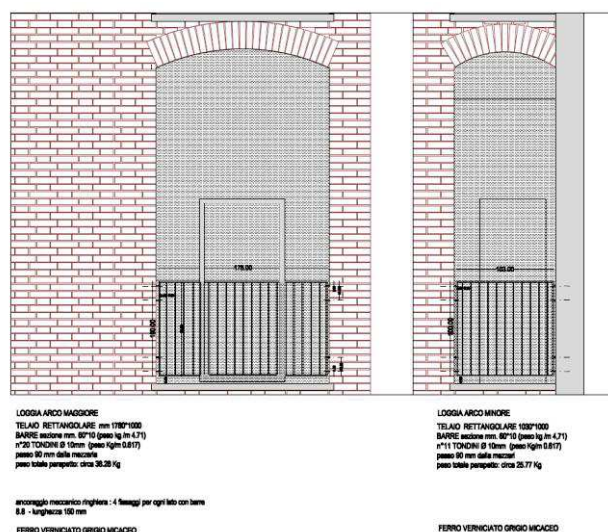 178.00
103.00
100.00
100.00
LOGGIA ARCO MAGGIORE
TELAIO RETTANGOLARE mm 1780*1000
BARRE sezione mm. 60*10 (peso kg /m 4,71)
n°20 TONDINI Ø 10mm (peso Kg/m 0.617)
passo 90 mm dalla mezzeria
peso totale parapetto: circa 38.28 Kg
ancoraggio meccanico ringhiera : 4 fissaggi per ogni lato con barre
8.8 - lunghezza 150 mm
FERRO VERNICIATO GRIGIO MICACEO
LOGGIA ARCO MINORE
TELAIO RETTANGOLARE 1030*1000
BARRE sezione mm. 60*10 (peso kg /m 4,71)
n°11 TONDINI Ø 10mm (peso Kg/m 0.617)
passo 90 mm dalla mezzeri
peso totale parapetto: circa 25.77 Kg
FERRO VERNICIATO GRIGIO MICACEO